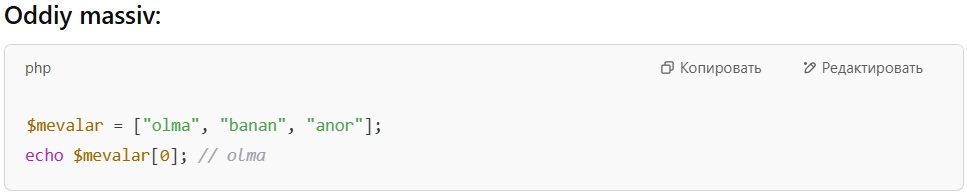 Oddiy massiv:
php
Копировать
Редактировать
$mevalar = ["olma", "banan", "anor"];
echo $mevalar[0]; // olma